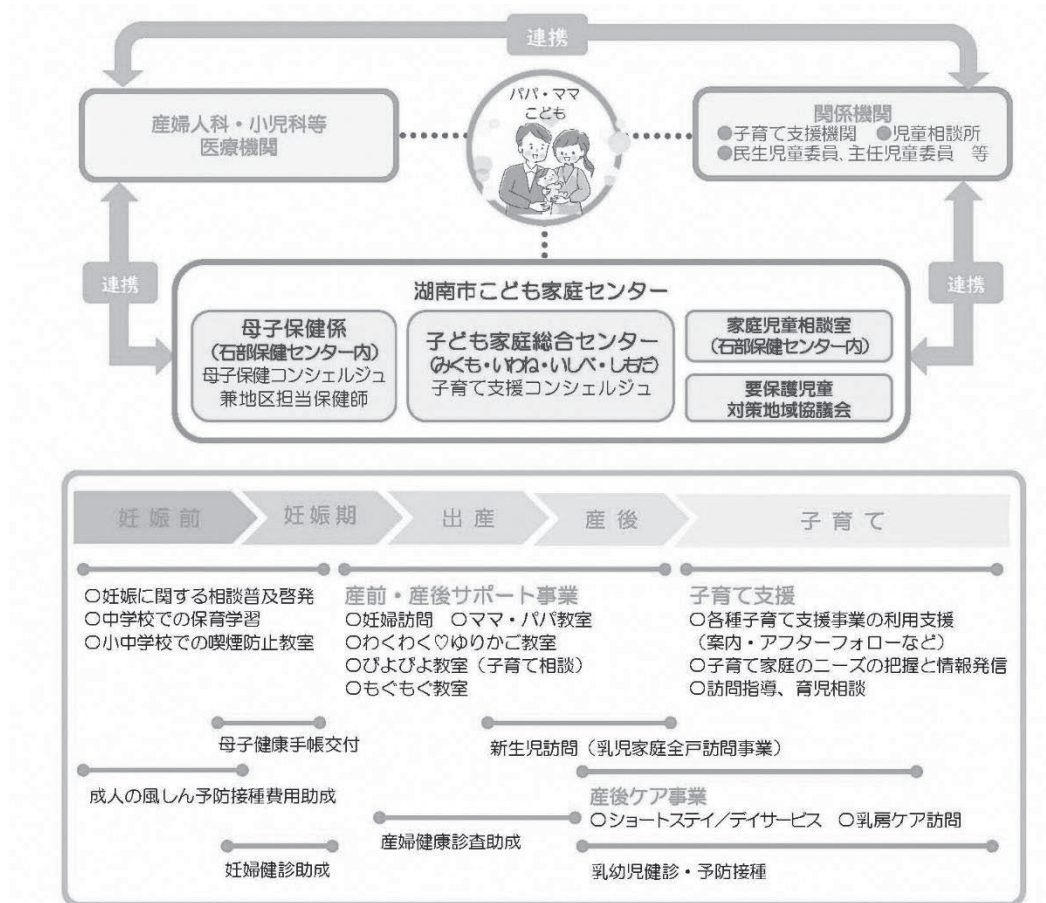 連携
パパ・ママ
こども
産婦人科・小児科等
医療機関
関係機関
●子育て支援機関 ●児童相談所
●民生児童委員、主任児童委員 等
連携
連携
湖南市こども家庭センター
母子保健係
(石部保健センター内)
母子保健コンシェルジュ
兼地区担当保健師
子ども家庭総合センター
(みくも・いわね・いしべ・しもだ)
子育て支援コンシェルジュ
家庭児童相談室
(石部保健センター内)
要保護児童
対策地域協議会
妊娠前
妊娠期
出産
産後
子育て
○妊娠に関する相談普及啓発
○中学校での保育学習
○小中学校での喫煙防止教室
産前・産後サポート事業
○妊婦訪問 ○ママ・パパ教室
○わくわく♡ゆりかご教室
○ぴよぴよ教室(子育て相談)
○もぐもぐ教室
子育て支援
○各種子育て支援事業の利用支援
(案内・アフターフォローなど)
○子育て家庭のニーズの把握と情報発信
○訪問指導、育児相談
母子健康手帳交付
新生児訪問(乳児家庭全戸訪問事業)
成人の風しん予防接種費用助成
産後ケア事業
○ショートステイ/デイサービス ○乳房ケア訪問
産婦健康診査助成
妊婦健診助成
乳幼児健診・予防接種